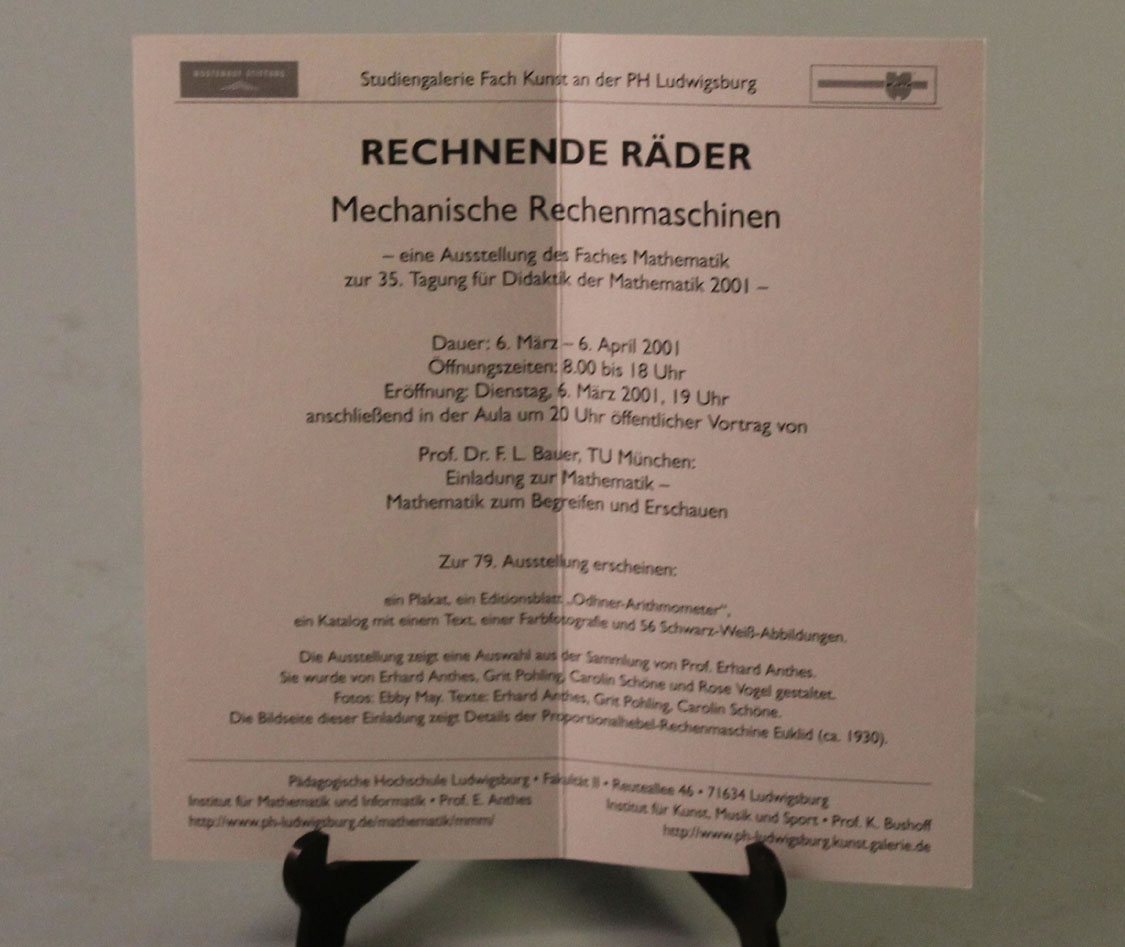 WÜSTENROT STIFTUNG
Studiengalerie Fach Kunst an der PH Ludwigsburg
RECHNENDE RÄDER
Mechanische Rechenmaschinen
– eine Ausstellung des Faches Mathematik
zur 35. Tagung für Didaktik der Mathematik 2001 –
Dauer: 6. März – 6. April 2001
Öffnungszeiten: 8.00 bis 18 Uhr
Eröffnung: Dienstag, 6. März 2001, 19 Uhr
anschließend in der Aula um 20 Uhr öffentlicher Vortrag von
Prof. Dr. F. L. Bauer, TU München:
Einladung zur Mathematik –
Mathematik zum Begreifen und Erschauen
Zur 79. Ausstellung erscheinen:
ein Plakat, ein Editionsblatt „Odhner-Arithmometer",
ein Katalog mit einem Text, einer Farbfotografie und 56 Schwarz-Weiß-Abbildungen.
Die Ausstellung zeigt eine Auswahl aus der Sammlung von Prof. Erhard Anthes.
Sie wurde von Erhard Anthes, Grit Pohling, Carolin Schöne und Rose Vogel gestaltet.
Fotos: Ebby May. Texte: Erhard Anthes, Grit Pohling, Carolin Schöne.
Die Bildseite dieser Einladung zeigt Details der Proportionalhebel-Rechenmaschine Euklid (ca. 1930).
Pädagogische Hochschule Ludwigsburg • Fakultät II • Reuteallee 46 • 71634 Ludwigsburg
Institut für Mathematik und Informatik • Prof. E. Anthes
http://www.ph-ludwigsburg.de/mathematik/mmm/
Institut für Kunst, Musik und Sport • Prof. K. Bushoff
http://www.ph-ludwigsburg.kunst.galerie.de